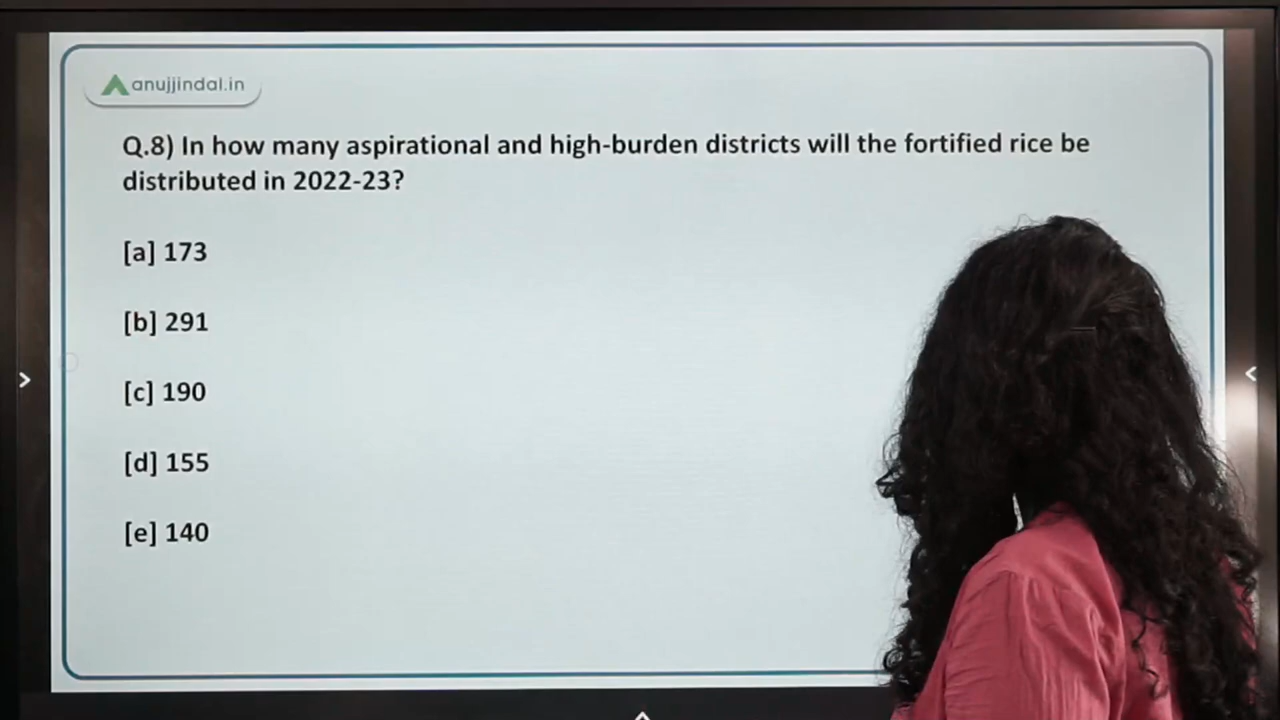 anujjindal.in
Q.8) In how many aspirational and high-burden districts will the fortified rice be
distributed in 2022-23?
[a] 173
[b] 291
[c] 190
[d] 155
[e] 140